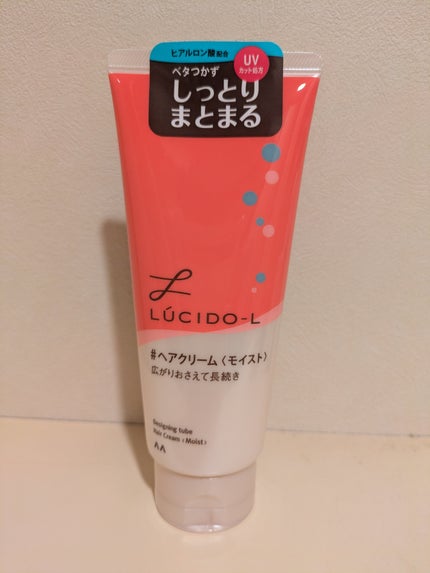 ヒアルロン酸配合
UV
カット処方
ベタつかず
しっとり
まとまる
LÚCIDO-L
#ヘアクリーム〈モイスト〉
広がりおさえて長続き
Designing tube
Hair Cream〈Moist〉